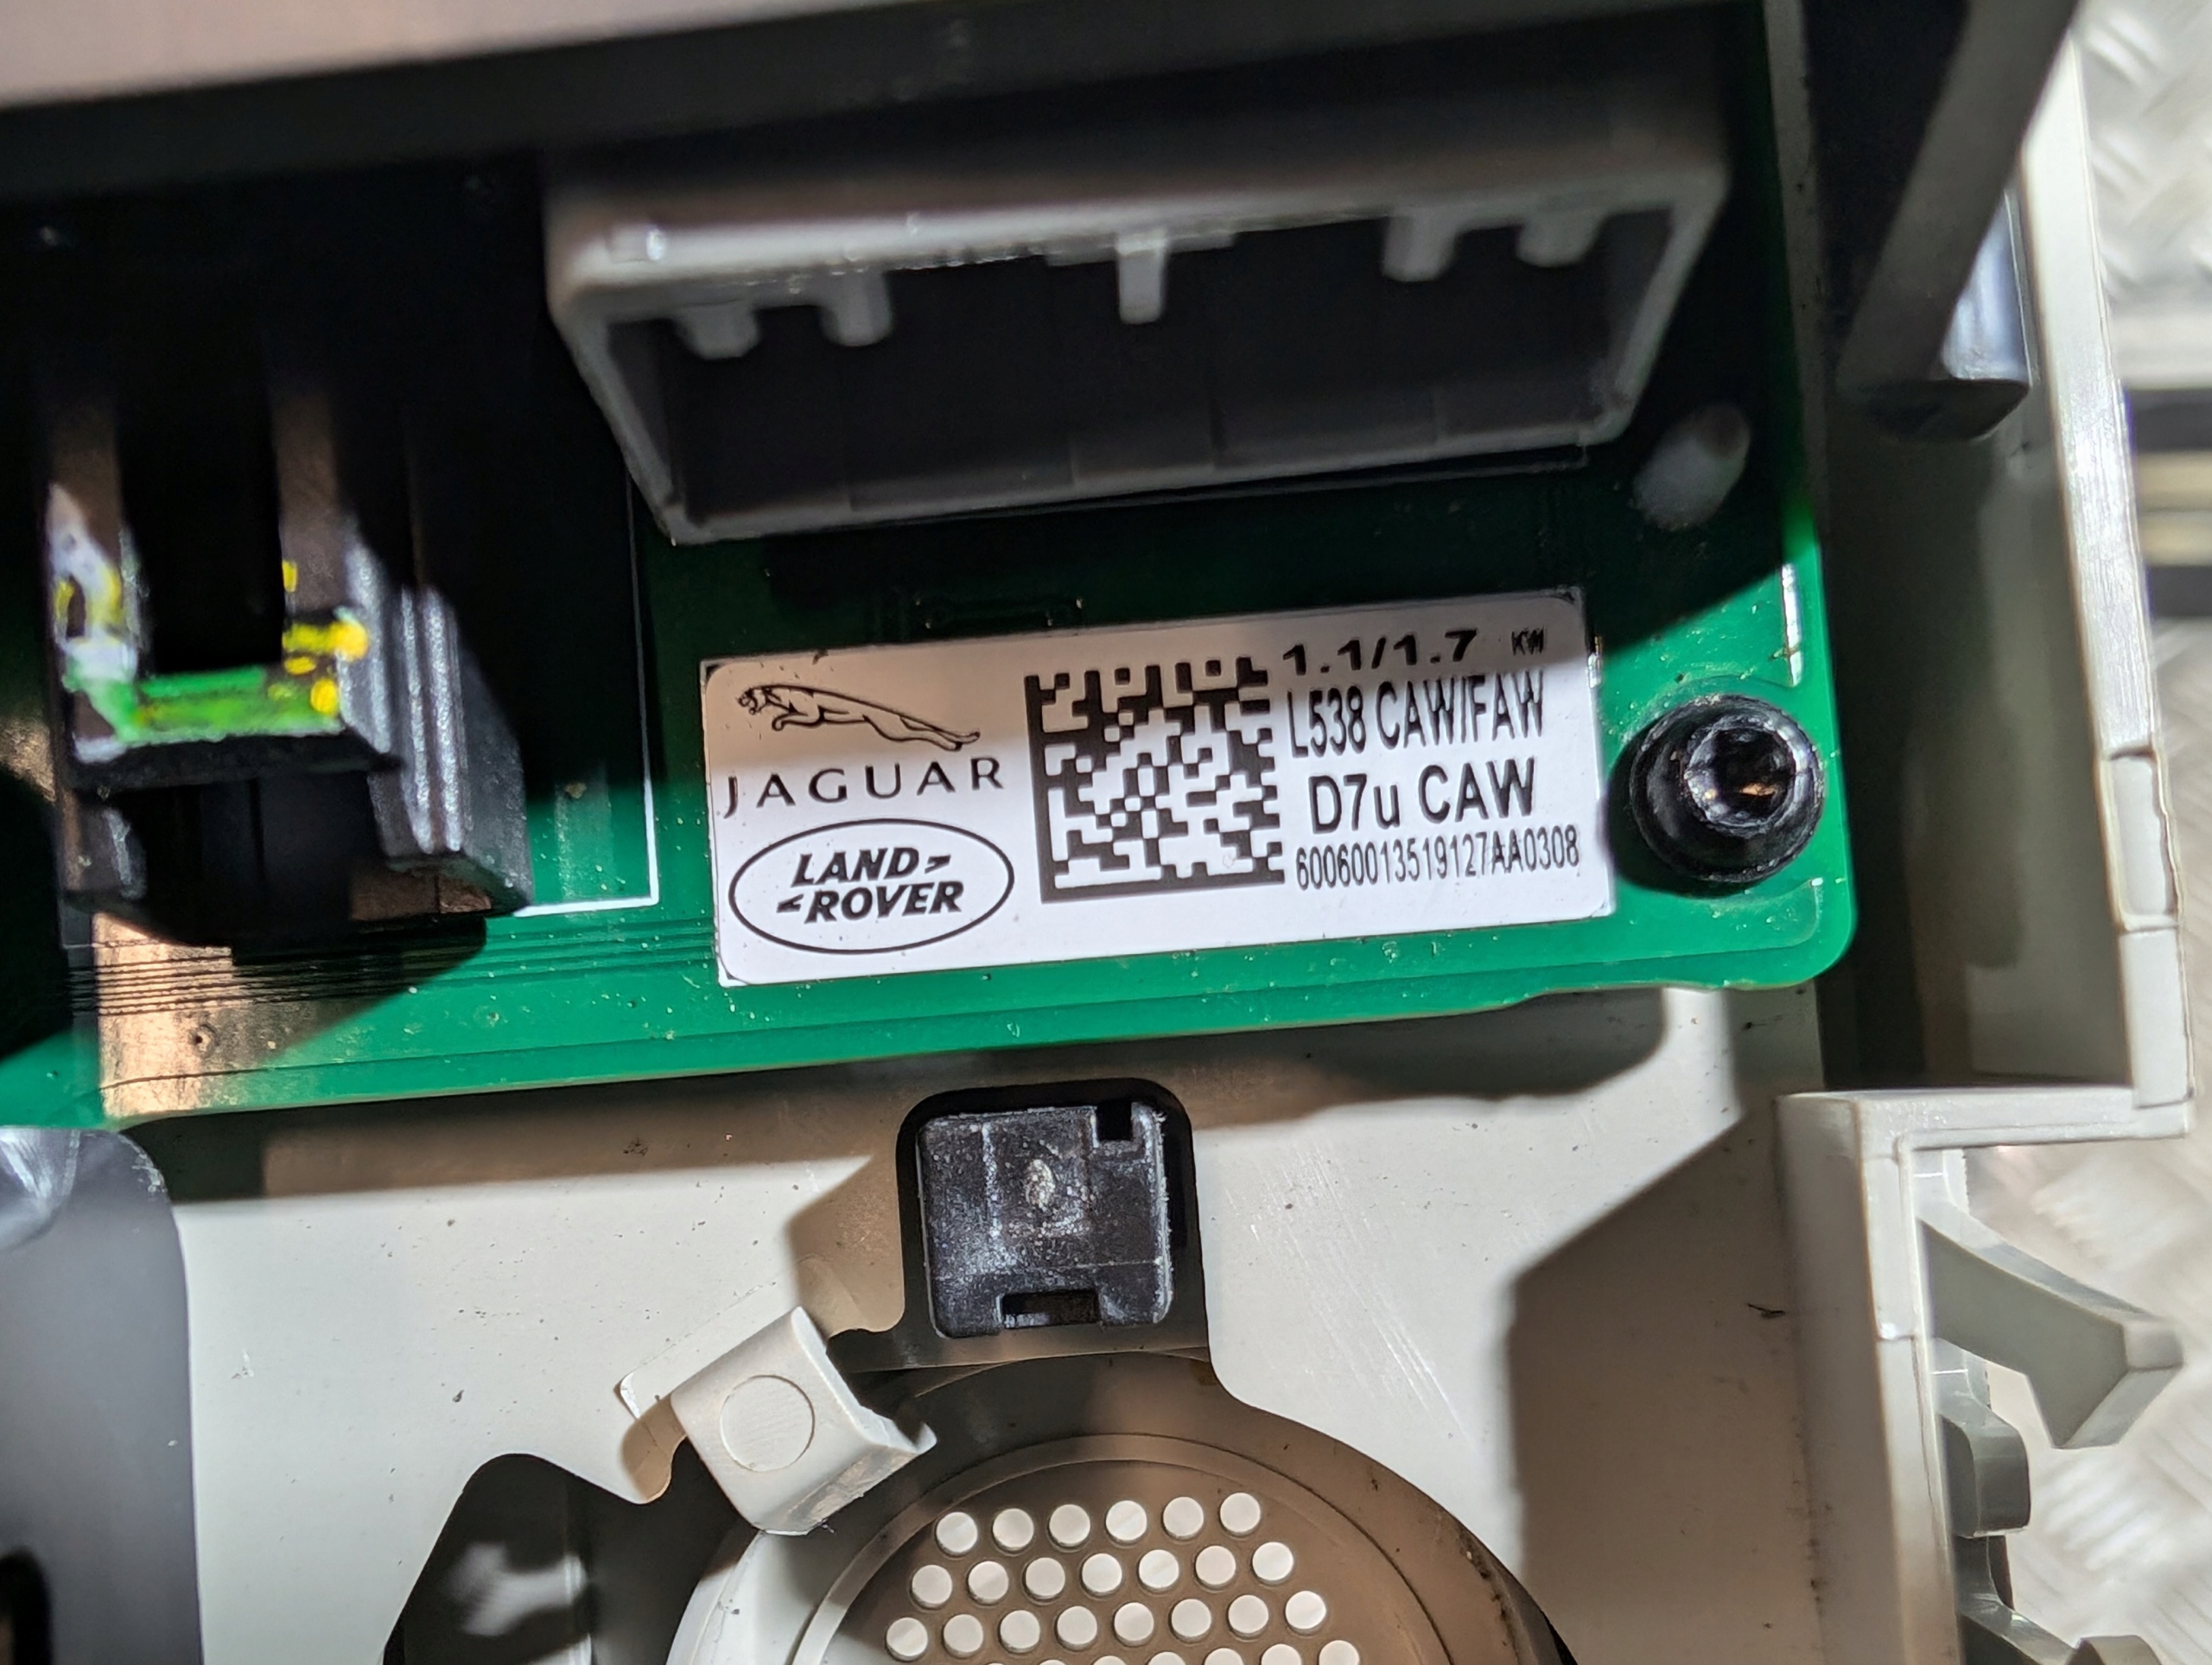 JAGUAR
LAND
ROVER
1.1/1.7 KW
L538 CAW/FAW
D7u CAW
60060013519127AA0308